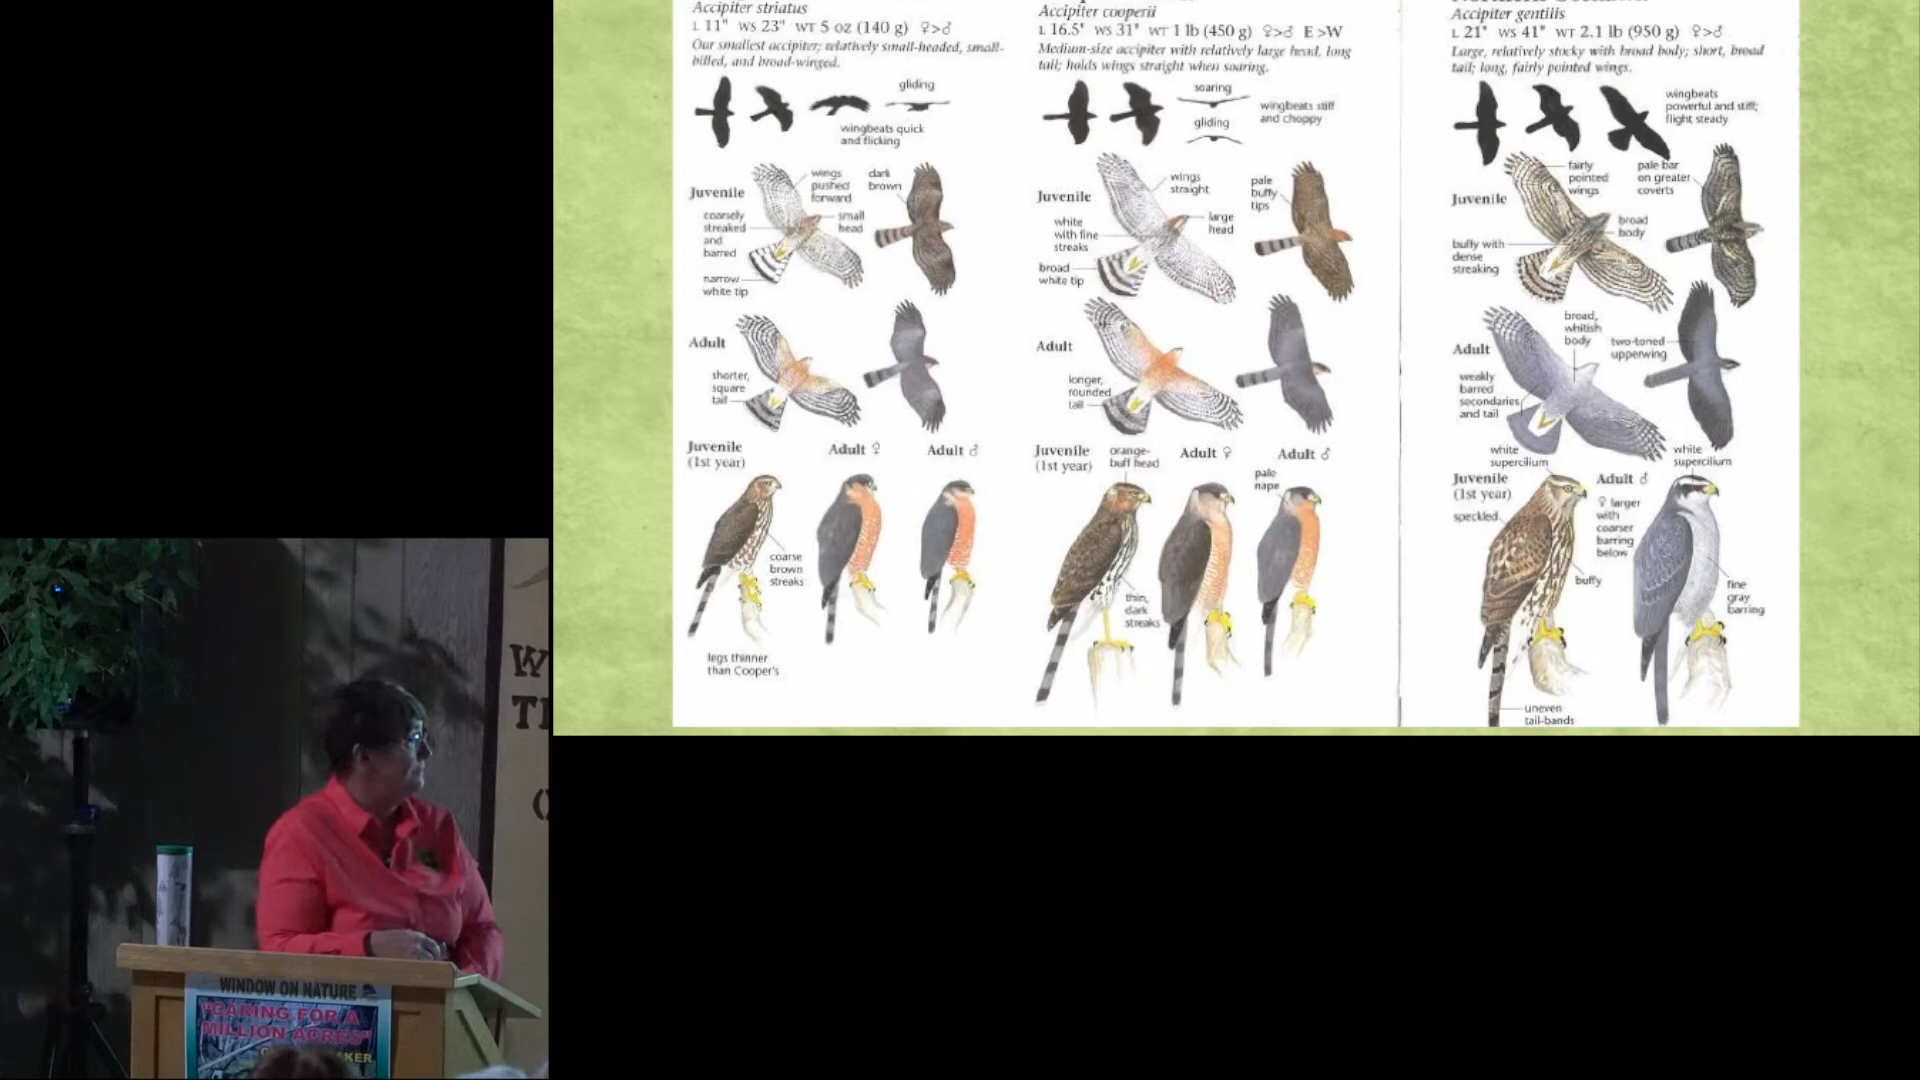 Accipiter striatus
L 11" WS 23" WT 5 oz (140 g) ♀>♂
Our smallest accipiter; relatively small-headed, small-
billed, and broad-winged.
gliding
wingbeats quick
and flicking
Juvenile
wings
pushed
forward
dark
brown
coarsely
streaked
and
barred
small
head
narrow
white tip
Adult
shorter,
square
tail
Juvenile
(1st year)
Adult ♀
Adult ♂
coarse
brown
streaks
legs thinner
than Cooper's
Accipiter cooperii
L 16.5" WS 31" WT 1 lb (450 g) ♀>♂ E >W
Medium-size accipiter with relatively large head, long
tail; holds wings straight when soaring.
soaring
gliding
wingbeats stiff
and choppy
Juvenile
wings
straight
pale
buffy
tips
white
with fine
streaks
large
head
broad
white tip
Adult
longer,
rounded
tail
Juvenile
(1st year)
orange-
buff head
Adult ♀
Adult ♂
pale
nape
thin,
dark
streaks
Accipiter gentilis
L 21" WS 41" WT 2.1 lb (950 g) ♀>♂
Large, relatively stocky with broad body; short, broad
tail; long, fairly pointed wings.
wingbeats
powerful and stiff;
flight steady
Juvenile
fairly
pointed
wings
pale bar
on greater
coverts
buffy with
dense
streaking
broad
body
Adult
broad,
whitish
body
two-toned
upperwing
weakly
barred
secondaries
and tail
white
supercilium
white
supercilium
Juvenile
(1st year)
Adult ♂
speckled
♀ larger
with
coarser
barring
below
buffy
fine
gray
barring
uneven
tail-bands
W
WINDOW ON NATURE
"CARING FOR A
MILLION ACRES"